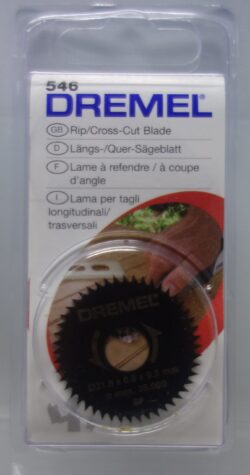 546
DREMEL®
GB Rip/Cross-Cut Blade
D Längs-/Quer-Sägeblatt
F Lame à refendre / à coupe
d'angle
I Lama per tagli
longitudinali/
trasversali
DREMEL